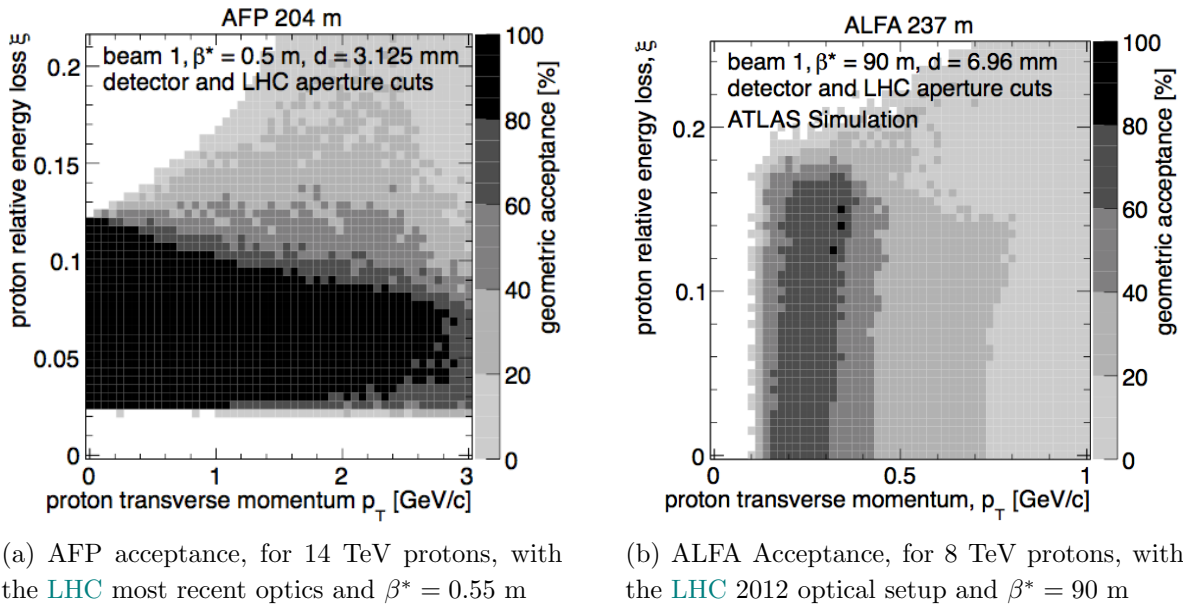 AFP 204 m
beam 1, β* = 0.5 m, d = 3.125 mm
detector and LHC aperture cuts
proton relative energy loss ξ
0.2
0.15
0.1
0.05
0
0
1
2
3
proton transverse momentum p_T [GeV/c]
100
80
60
40
20
0
geometric acceptance [%]
ALFA 237 m
beam 1, β* = 90 m, d = 6.96 mm
detector and LHC aperture cuts
ATLAS Simulation
proton relative energy loss, ξ
0.2
0.1
0
0
0.5
1
proton transverse momentum, p_T [GeV/c]
100
80
60
40
20
0
geometric acceptance [%]
(a) AFP acceptance, for 14 TeV protons, with
the LHC most recent optics and β* = 0.55 m
(b) ALFA Acceptance, for 8 TeV protons, with
the LHC 2012 optical setup and β* = 90 m